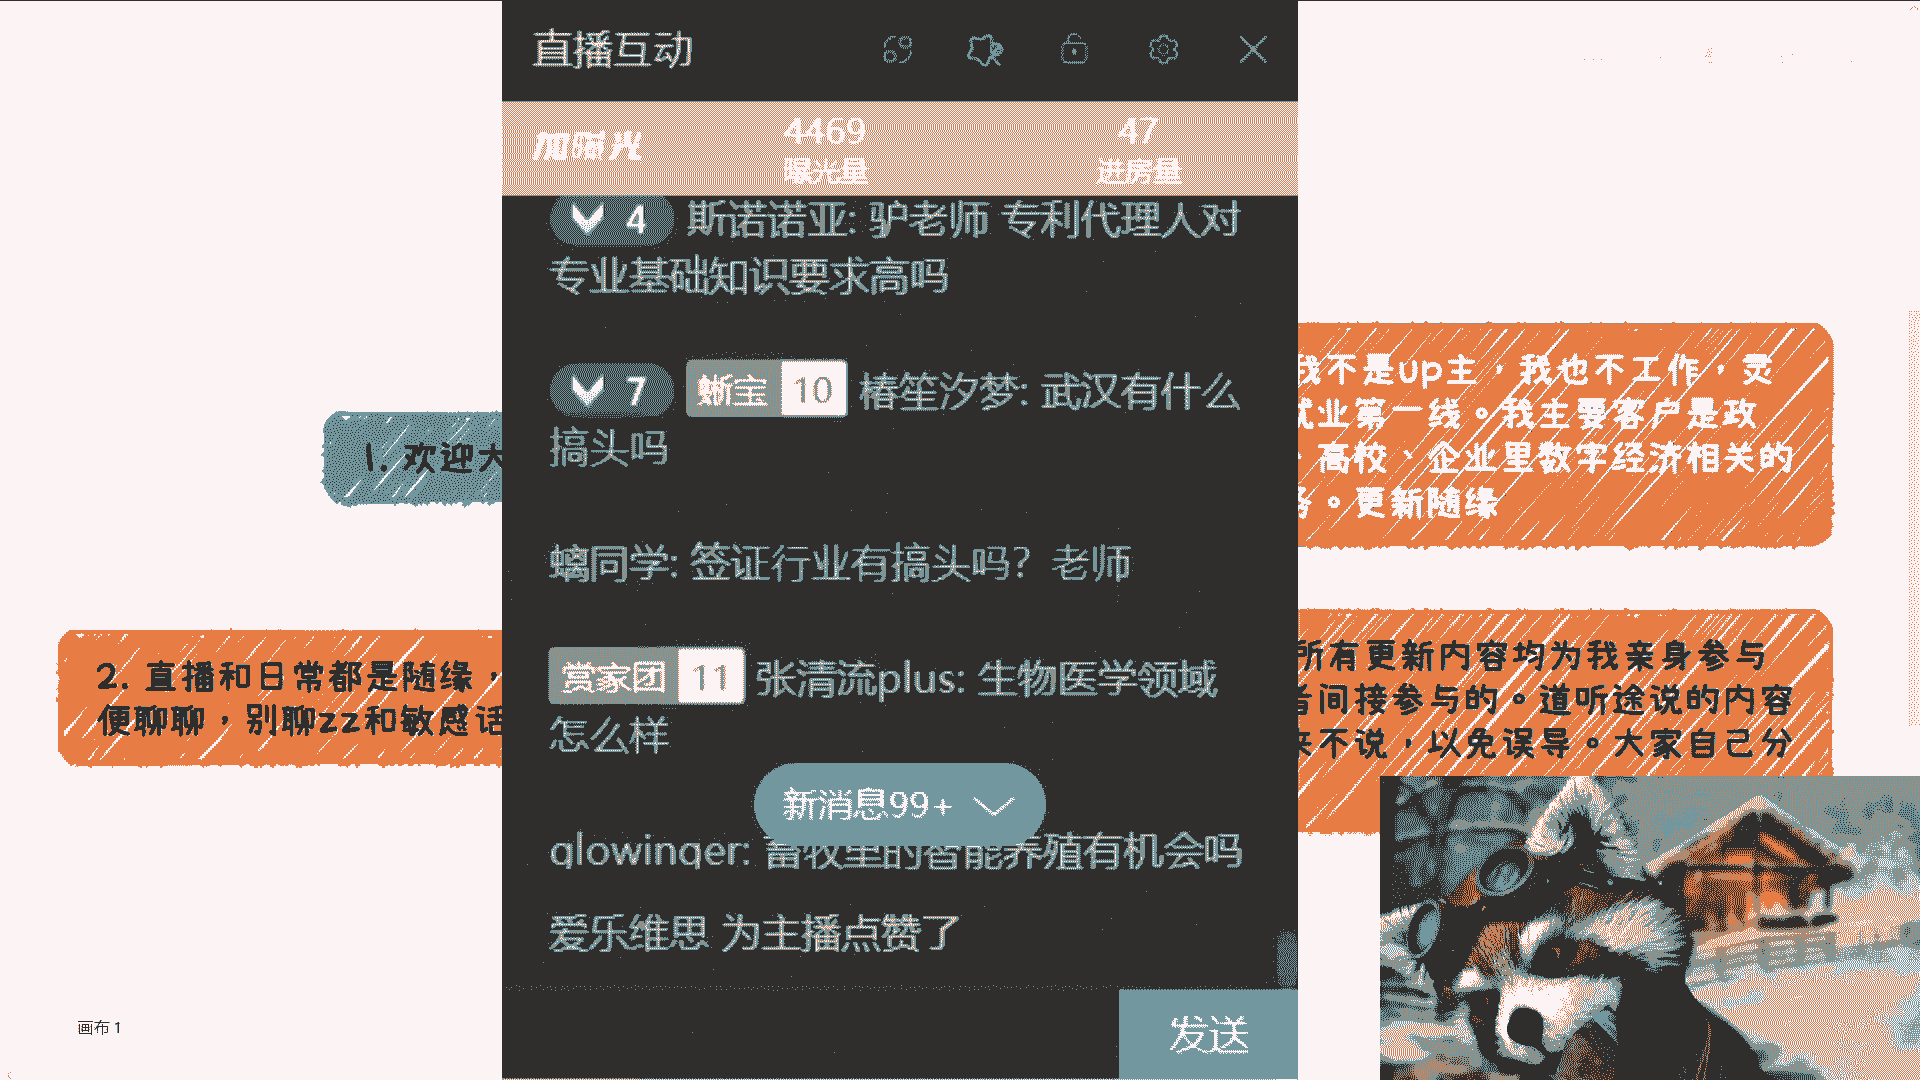 直播互动
加曝光
4469
曝光量
47
进房量
4 斯诺诺亚: 驴老师 专利代理人对
专业基础知识要求高吗
7 蜥宝 10 椿笙汐梦: 武汉有什么
搞头吗
螭同学: 签证行业有搞头吗? 老师
赏家团 11 张清流plus: 生物医学领域
怎么样
新消息99+
glowinger: 畜牧里的智能养殖有机会吗
爱乐维思 为主播点赞了
发送
1. 欢迎大
2. 直播和日常都是随缘，
便聊聊，别聊zz和敏感话
我不是up主，我也不工作，灵
就业第一线。我主要客户是政
、高校、企业里数字经济相关的
务。更新随缘
所有更新内容均为我亲身参与
者间接参与的。道听途说的内容
来不说，以免误导。大家自己分
画布 1